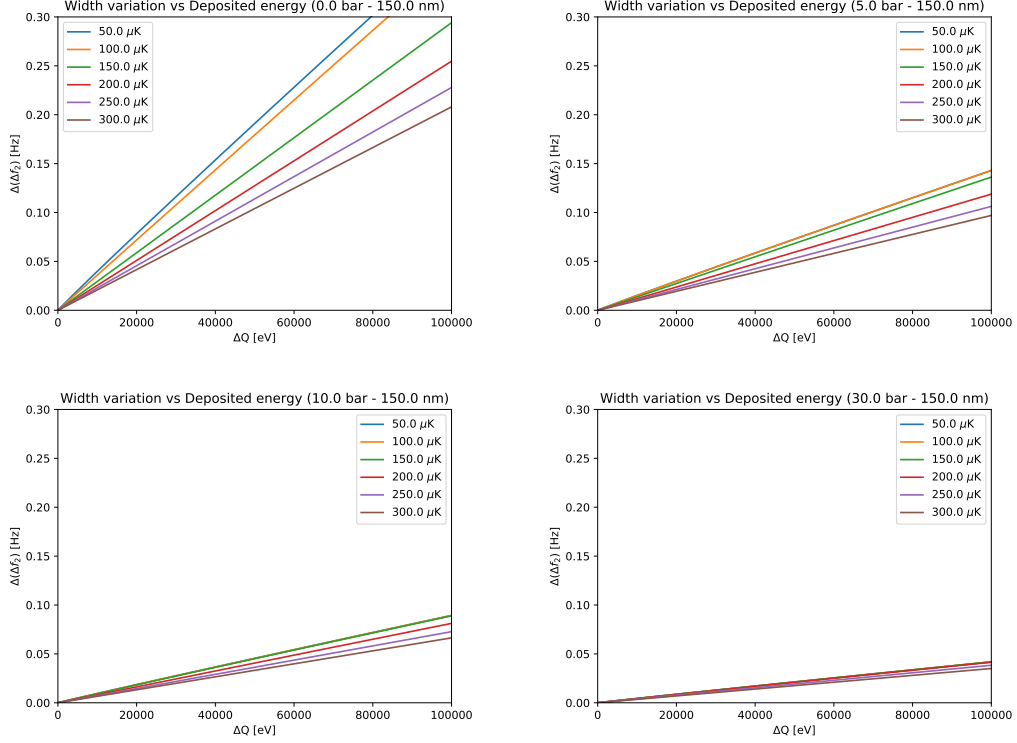 Width variation vs Deposited energy (0.0 bar - 150.0 nm)
0.30
0.25
0.20
0.15
0.10
0.05
0.00
Δ(Δf₂) [Hz]
50.0 μK
100.0 μK
150.0 μK
200.0 μK
250.0 μK
300.0 μK
0 20000 40000 60000 80000 100000
ΔQ [eV]
Width variation vs Deposited energy (5.0 bar - 150.0 nm)
0.30
0.25
0.20
0.15
0.10
0.05
0.00
Δ(Δf₂) [Hz]
50.0 μK
100.0 μK
150.0 μK
200.0 μK
250.0 μK
300.0 μK
0 20000 40000 60000 80000 100000
ΔQ [eV]
Width variation vs Deposited energy (10.0 bar - 150.0 nm)
0.30
0.25
0.20
0.15
0.10
0.05
0.00
Δ(Δf₂) [Hz]
50.0 μK
100.0 μK
150.0 μK
200.0 μK
250.0 μK
300.0 μK
0 20000 40000 60000 80000 100000
ΔQ [eV]
Width variation vs Deposited energy (30.0 bar - 150.0 nm)
0.30
0.25
0.20
0.15
0.10
0.05
0.00
Δ(Δf₂) [Hz]
50.0 μK
100.0 μK
150.0 μK
200.0 μK
250.0 μK
300.0 μK
0 20000 40000 60000 80000 100000
ΔQ [eV]